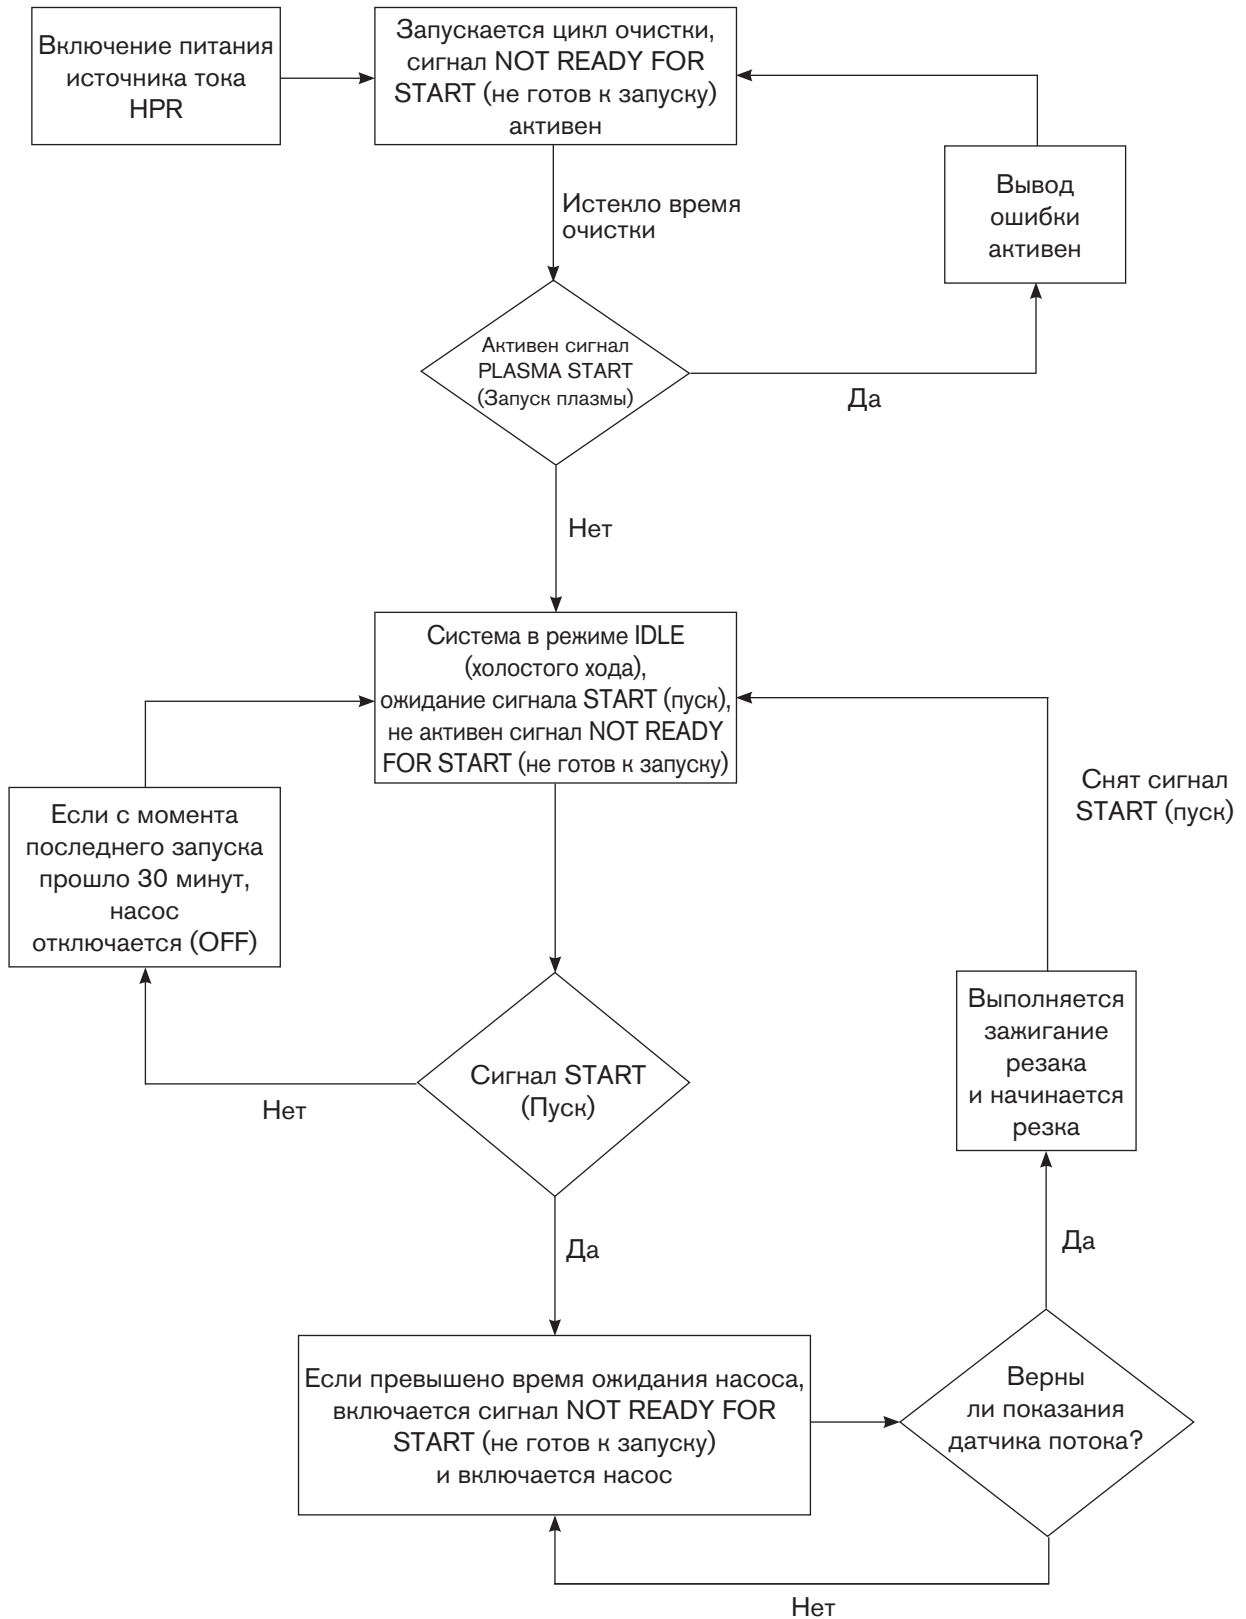 Включение питания
источника тока
HPR
Запускается цикл очистки,
сигнал NOT READY FOR
START (не готов к запуску)
активен
Вывод
ошибки
активен
Истекло время
очистки
Активен сигнал
PLASMA START
(Запуск плазмы)
Да
Нет
Система в режиме IDLE
(холостого хода),
ожидание сигнала START (пуск),
не активен сигнал NOT READY
FOR START (не готов к запуску)
Снят сигнал
START (пуск)
Если с момента
последнего запуска
прошло 30 минут,
насос
отключается (OFF)
Выполняется
зажигание
резака
и начинается
резка
Сигнал START
(Пуск)
Нет
Да
Да
Если превышено время ожидания насоса,
включается сигнал NOT READY FOR
START (не готов к запуску)
и включается насос
Верны
ли показания
датчика потока?
Нет